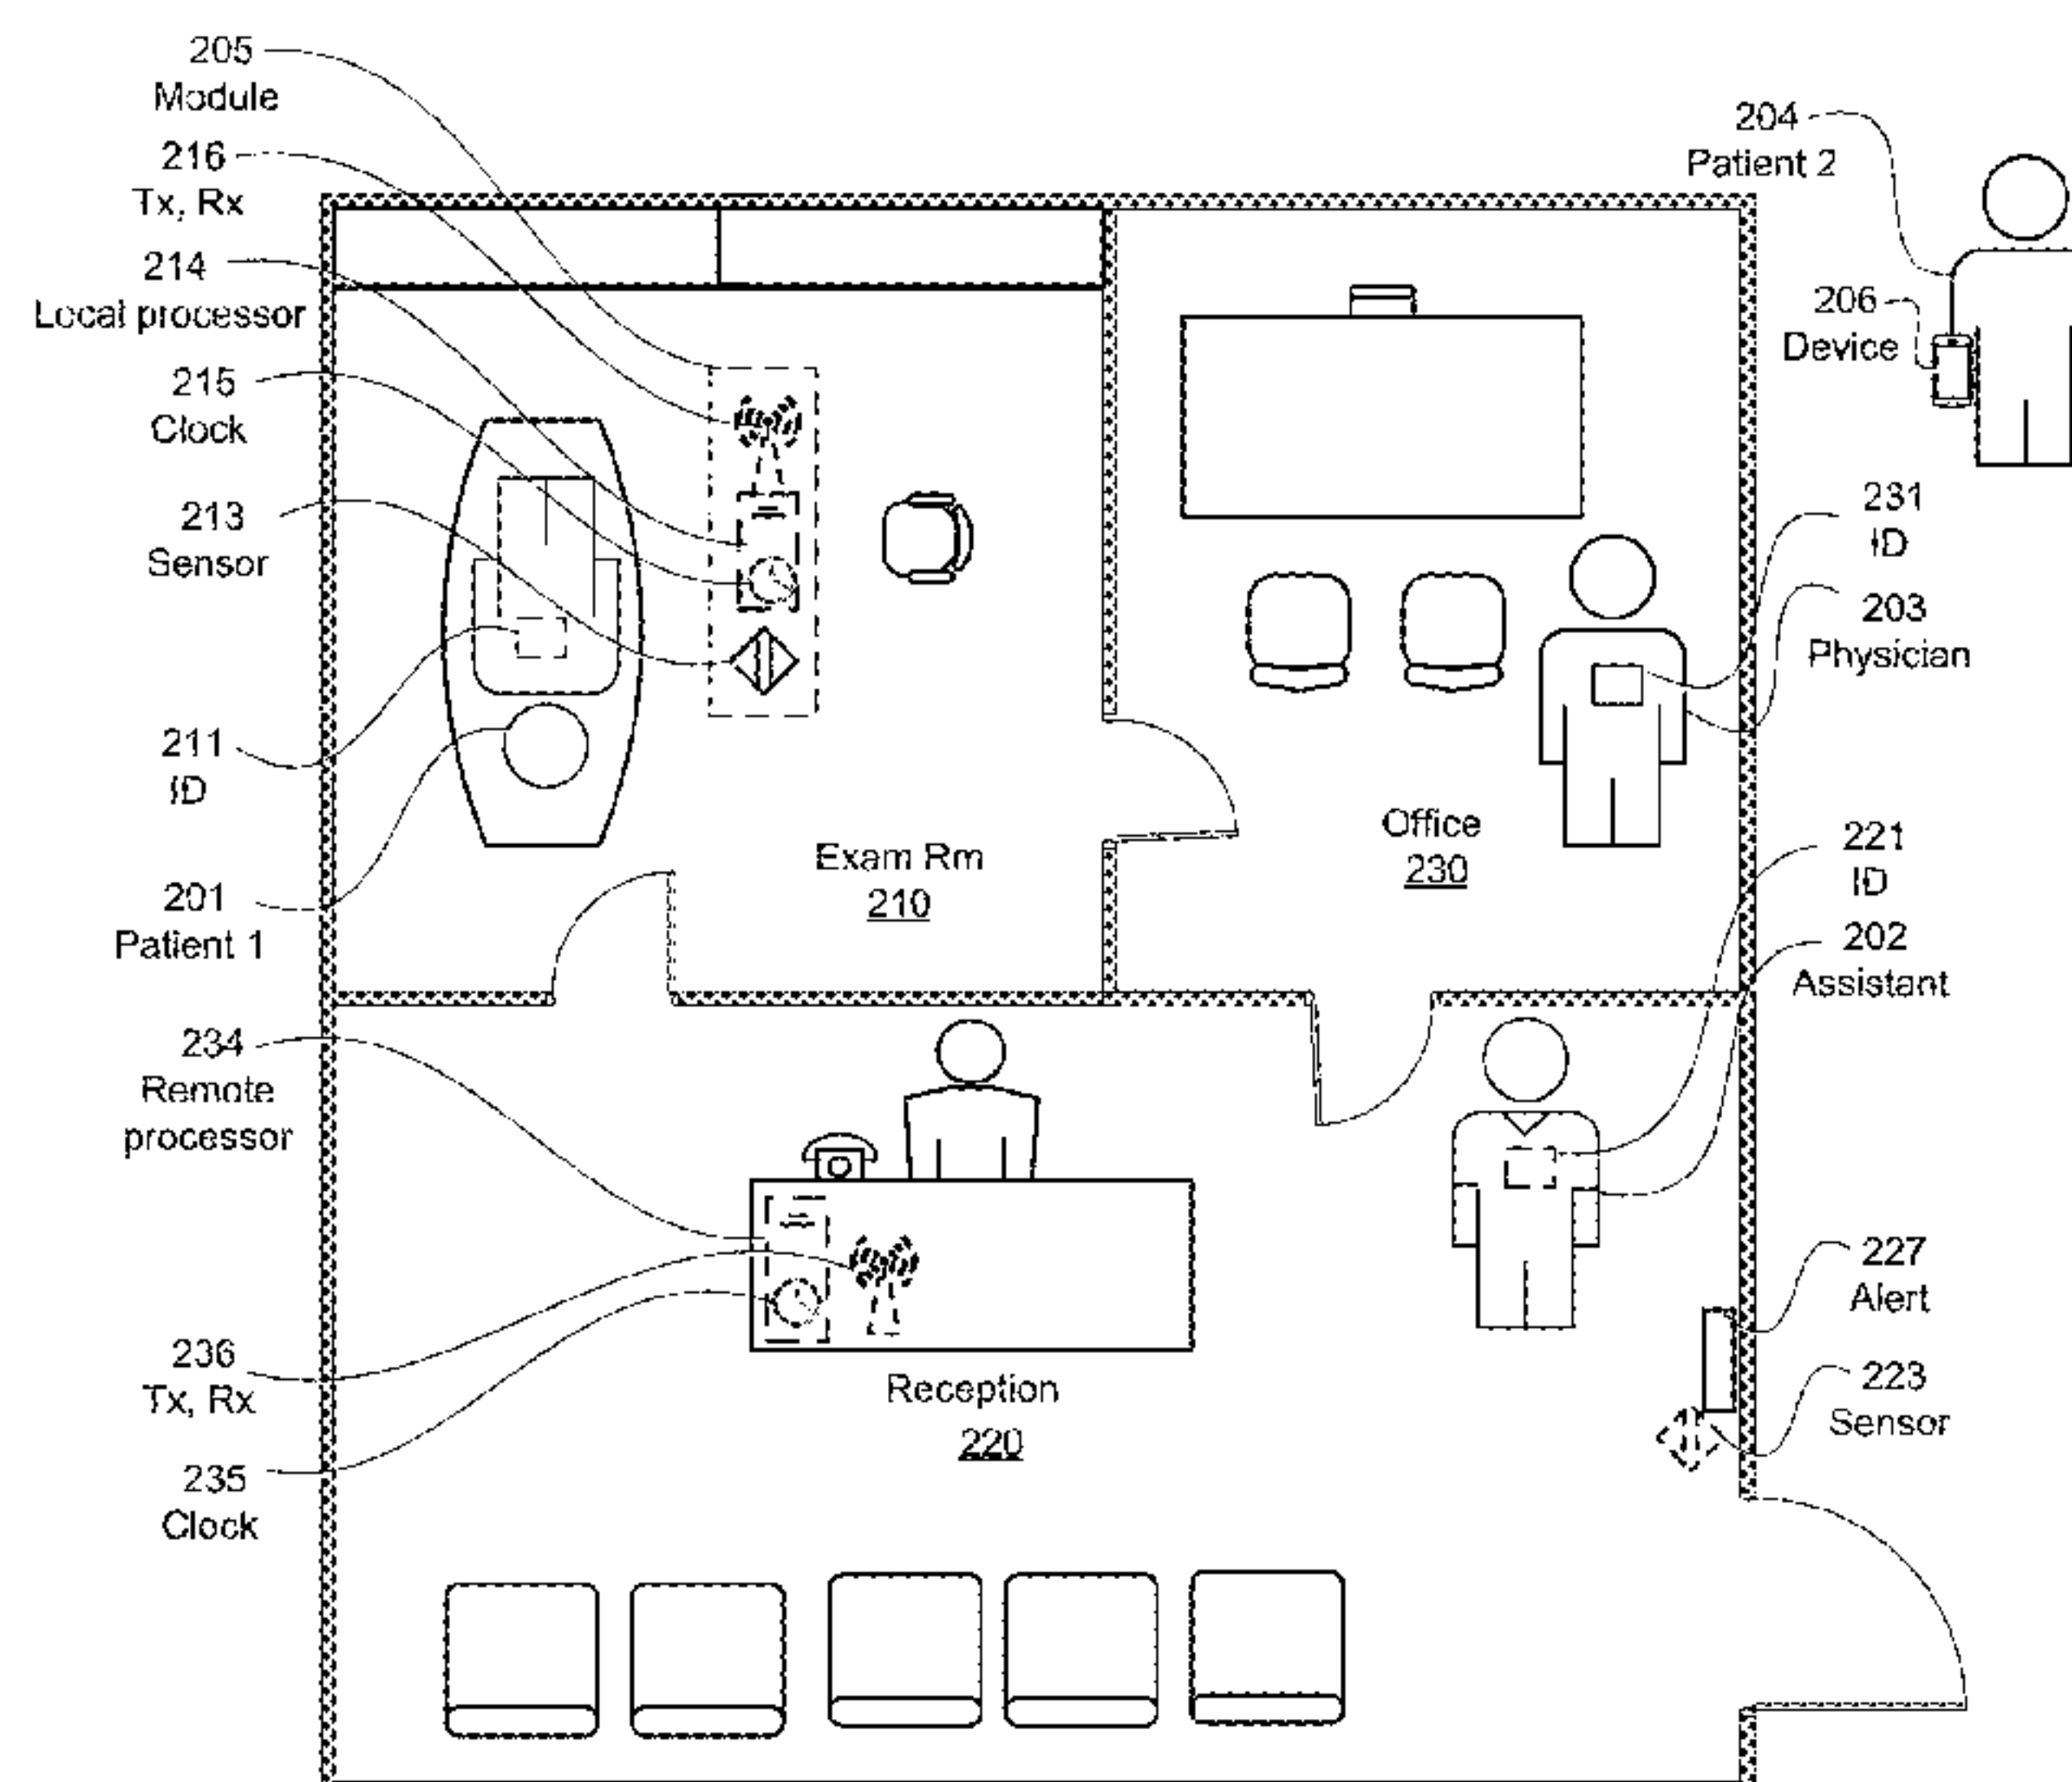 205
Module
216
Tx, Rx
214
Local processor
215
Clock
213
Sensor
211
ID
201
Patient 1
234
Remote
processor
236
Tx, Rx
235
Clock
Exam Rm
210
Office
230
Reception
220
204
Patient 2
206
Device
231
ID
203
Physician
221
ID
202
Assistant
227
Alert
223
Sensor